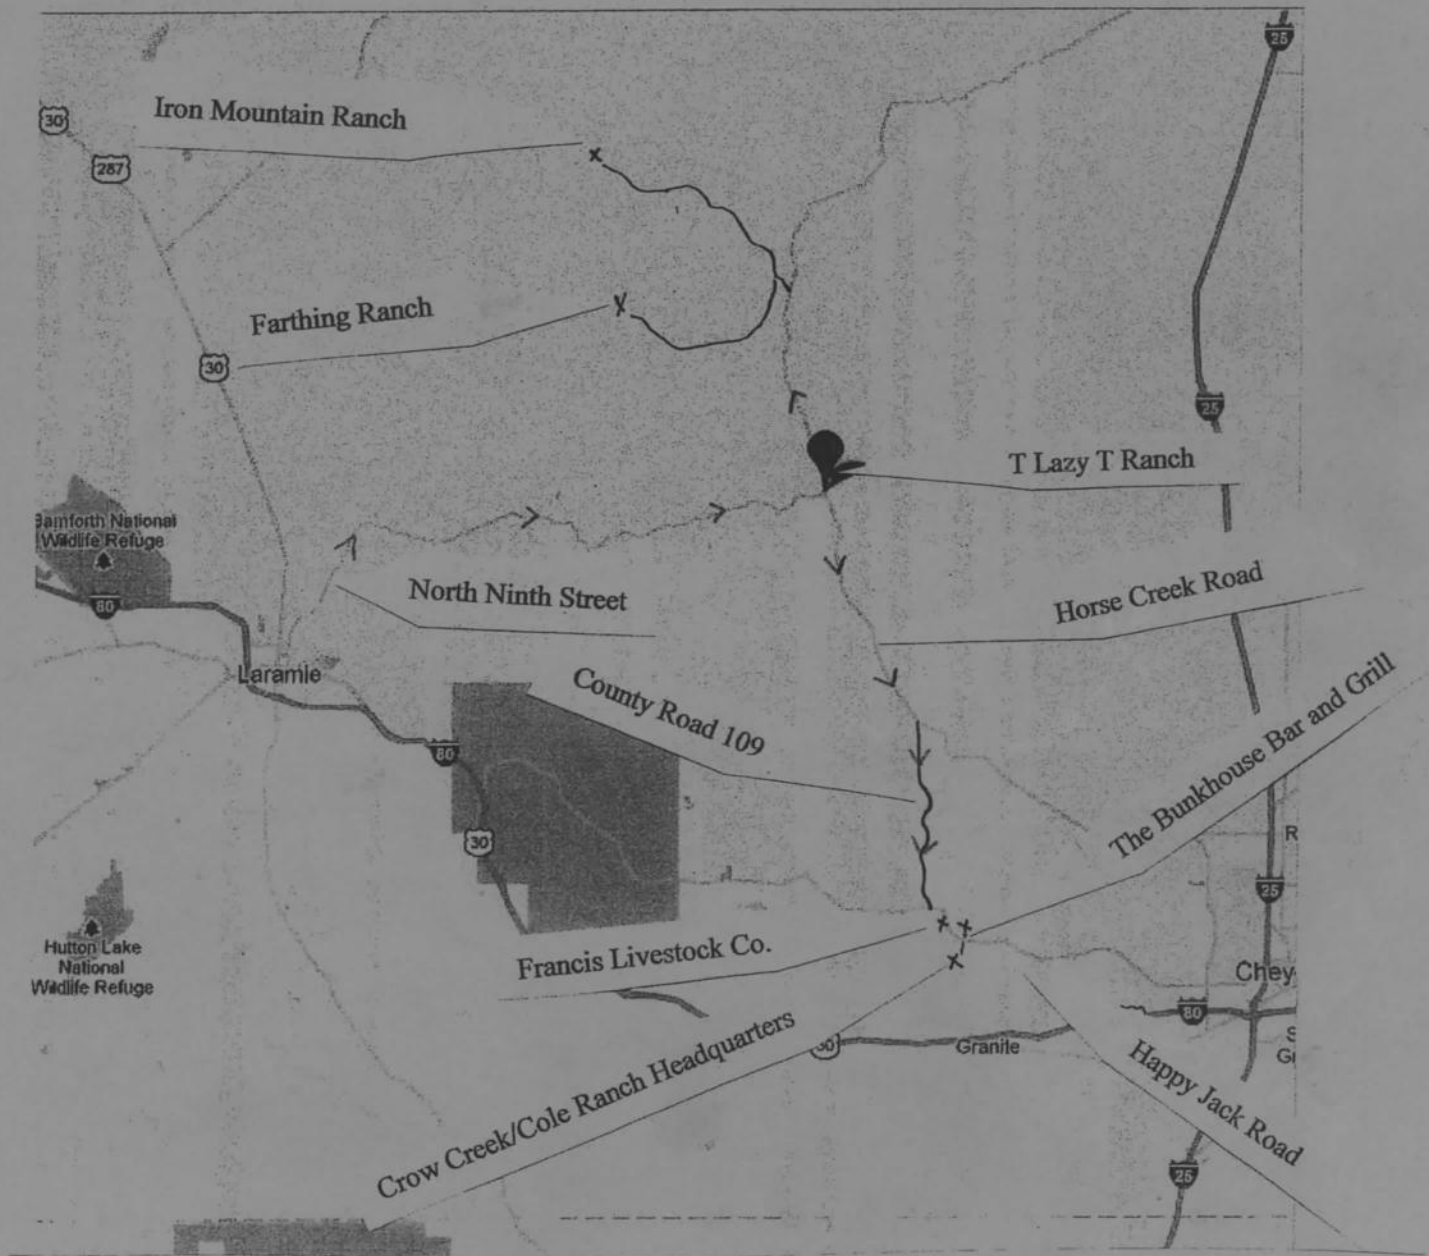 25
Iron Mountain Ranch
30
287
Farthing Ranch
30
25
T Lazy T Ranch
Bamforth National
Wildlife Refuge
80
North Ninth Street
Horse Creek Road
Laramie
County Road 109
80
The Bunkhouse Bar and Grill
30
R
25
Hutton Lake
National
Wildlife Refuge
Francis Livestock Co.
Chey
80
Crow Creek/Cole Ranch Headquarters
30
Granite
S
Gr
Happy Jack Road
25